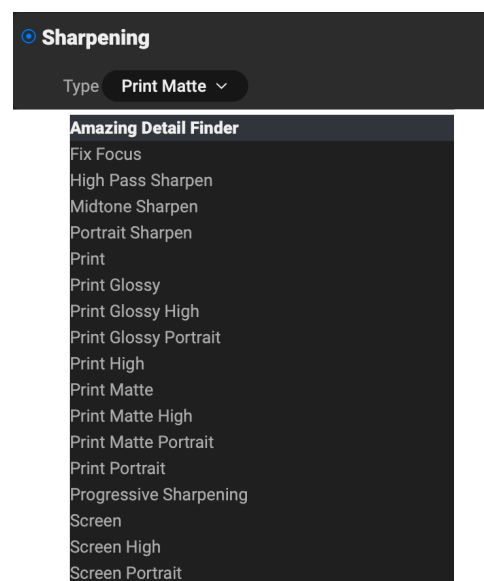 Sharpening
Type Print Matte
Amazing Detail Finder
Fix Focus
High Pass Sharpen
Midtone Sharpen
Portrait Sharpen
Print
Print Glossy
Print Glossy High
Print Glossy Portrait
Print High
Print Matte
Print Matte High
Print Matte Portrait
Print Portrait
Progressive Sharpening
Screen
Screen High
Screen Portrait